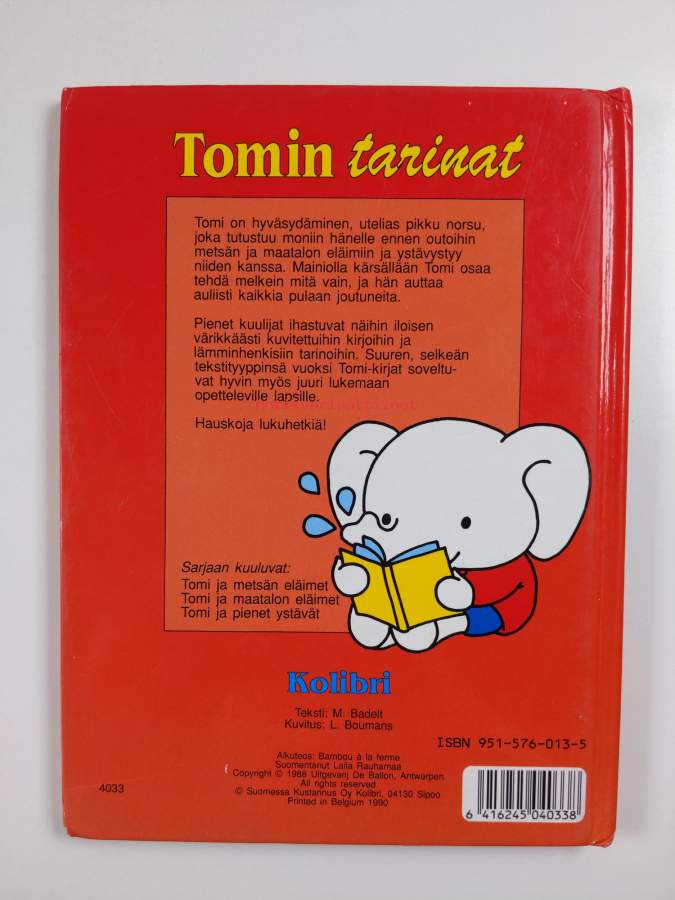 Tomin tarinat
Tomi on hyväsydäminen, utelias pikku norsu,
joka tutustuu moniin hänelle ennen outoihin
metsän ja maatalon eläimiin ja ystävystyy
niiden kanssa. Mainiolla kärsällään Tomi osaa
tehdä melkein mitä vain, ja hän auttaa
auliisti kaikkia pulaan joutuneita.
Pienet kuulijat ihastuvat näihin iloisen
värikkäästi kuvitettuihin kirjoihin ja
lämminhenkisiin tarinoihin. Suuren, selkeän
tekstityyppinsä vuoksi Tomi-kirjat soveltu-
vat hyvin myös juuri lukemaan
opetteleville lapsille.
Hauskoja lukuhetkiä!
Sarjaan kuuluvat:
Tomi ja metsän eläimet
Tomi ja maatalon eläimet
Tomi ja pienet ystävät
Kolibri
Teksti: M. Badelt
Kuvitus: L. Boumans
ISBN 951-576-013-5
Alkuteos: Bambou à la ferme
Suomentanut Laila Rauhamaa
Copyright © 1988 Uitgeverij De Ballon, Antwerpen
All rights reserved
© Suomessa Kustannus Oy Kolibri, 04130 Sipoo
Printed in Belgium 1990
4033
6 416245 040338